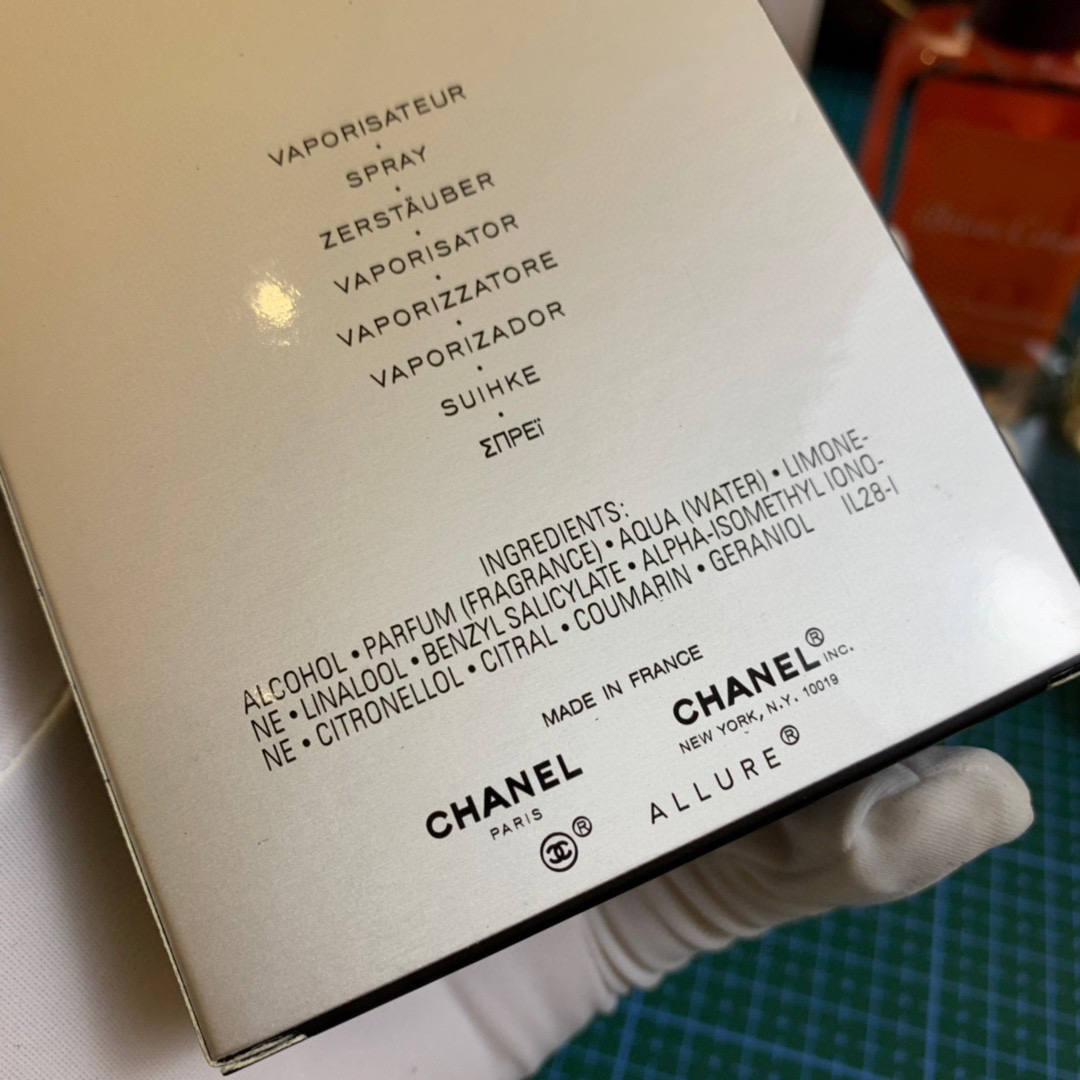 VAPORISATEUR
·
SPRAY
·
ZERSTÄUBER
·
VAPORISATOR
·
VAPORIZZATORE
·
VAPORIZADOR
·
SUIHKE
·
ΣΠΡΕΪ
INGREDIENTS:
ALCOHOL • PARFUM (FRAGRANCE) • AQUA (WATER) • LIMONE-
NE • LINALOOL • BENZYL SALICYLATE • ALPHA-ISOMETHYL IONO-
NE • CITRONELLOL • CITRAL • COUMARIN • GERANIOL IL28-I
MADE IN FRANCE
CHANEL
PARIS
®
CHANEL® INC.
NEW YORK, N.Y. 10019
ALLURE®